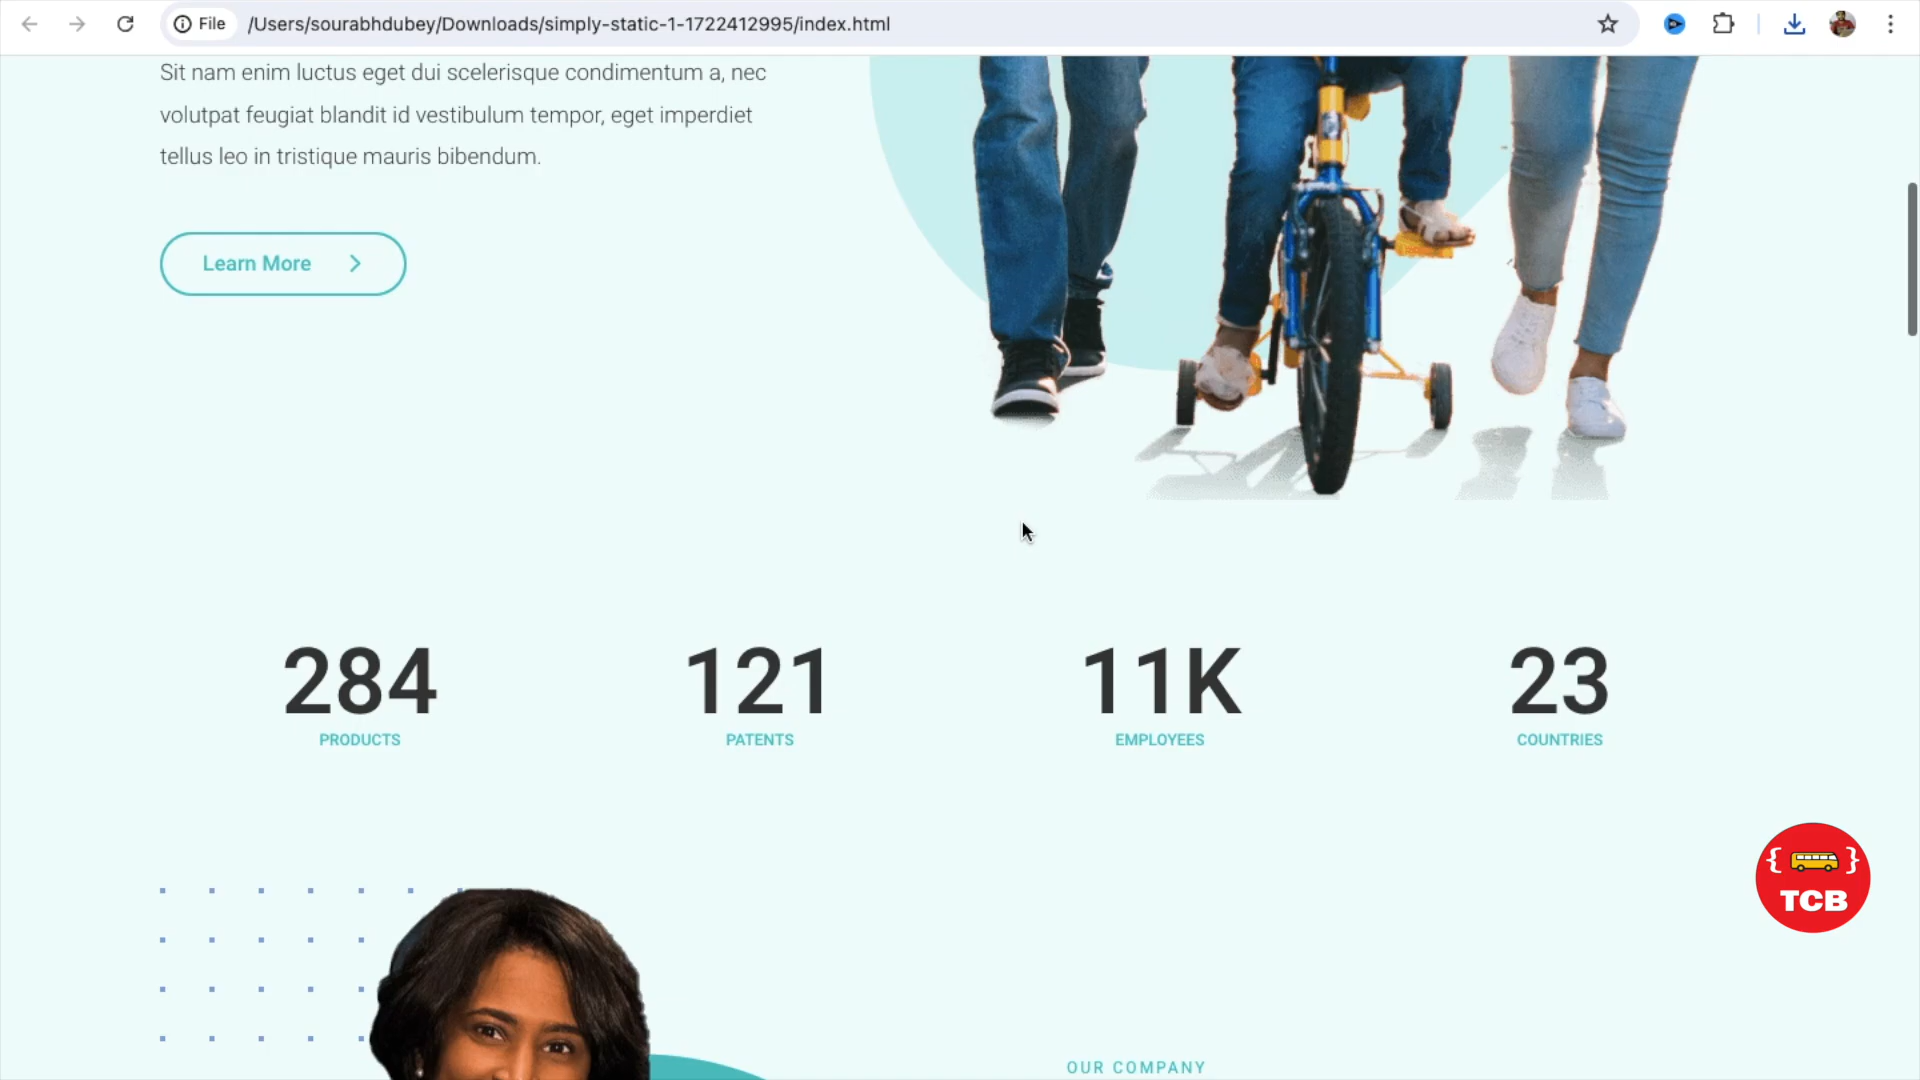 File
/Users/sourabhdubey/Downloads/simply-static-1-1722412995/index.html
Sit nam enim luctus eget dui scelerisque condimentum a, nec
volutpat feugiat blandit id vestibulum tempor, eget imperdiet
tellus leo in tristique mauris bibendum.
Learn More
284
PRODUCTS
121
PATENTS
11K
EMPLOYEES
23
COUNTRIES
{ }
TCB
OUR COMPANY